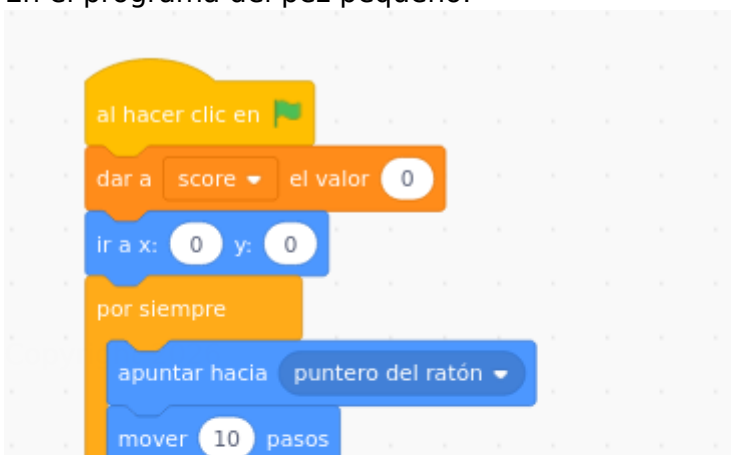 En el programa del pez pequeño:
al hacer clic en
dar a score el valor 0
ir a x: 0 y: 0
por siempre
apuntar hacia puntero del ratón
mover 10 pasos